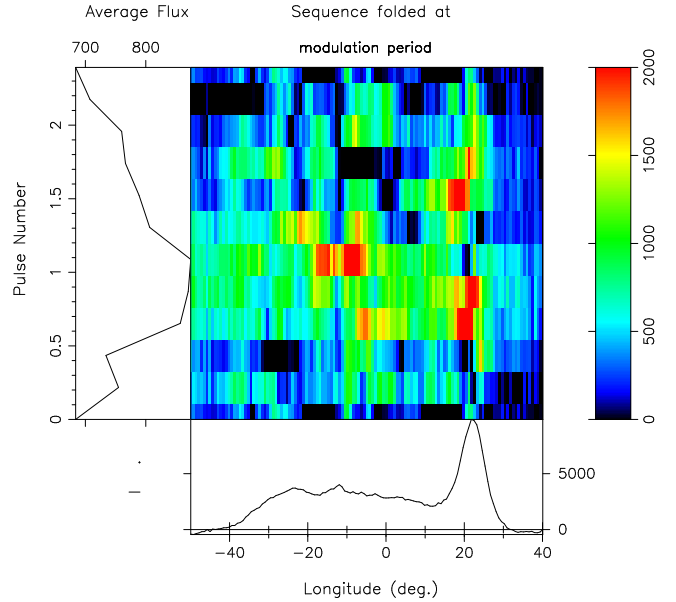 Average Flux
Sequence folded at
700 800
modulation period
2000
1500
1000
500
0
Pulse Number
2
1.5
1
0.5
0
5000
0
−40 −20 0 20 40
Longitude (deg.)